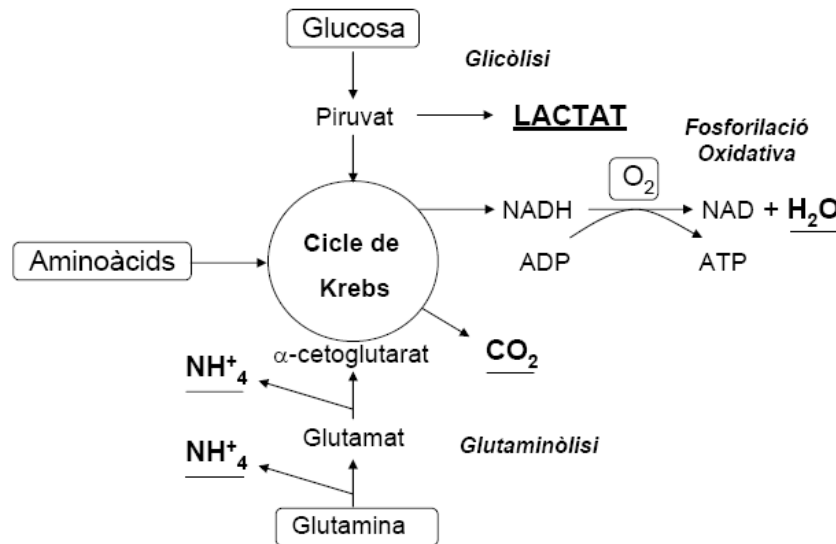 Glucosa
Glicòlisi
Piruvat
LACTAT
Fosforilació
Oxidativa
O₂
NADH
NAD + H₂O
Cicle de
Krebs
Aminoàcids
ADP
ATP
α-cetoglutarat
CO₂
NH⁺₄
Glutamat
Glutaminòlisi
NH⁺₄
Glutamina